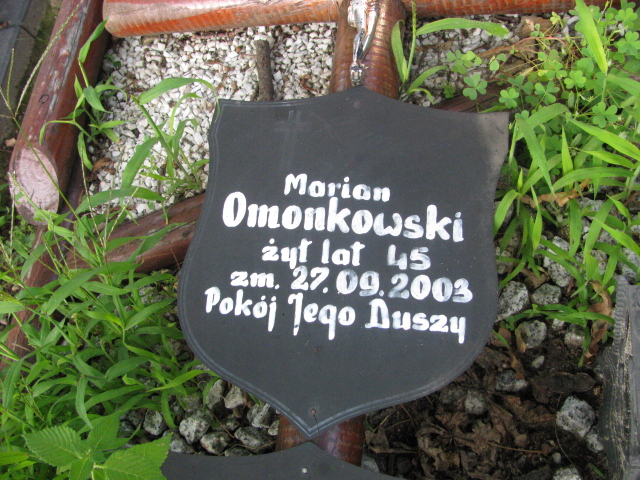 Marian
Omonkowski
żył lat 45
zm. 27.09.2003
Pokój Jego Duszy